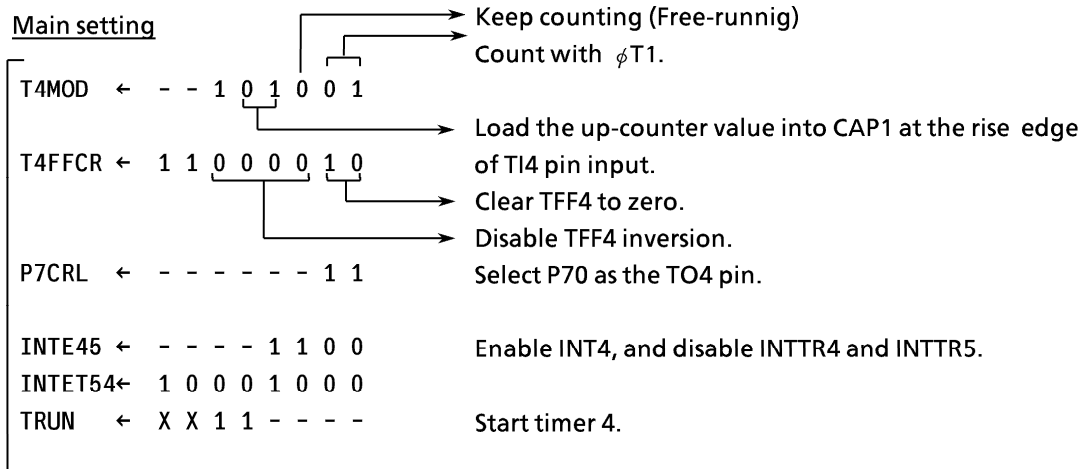 Keep counting (Free-runnig)
Main setting
Count with ϕT1.
T4MOD ← - - 1 0 1 0 0 1
Load the up-counter value into CAP1 at the rise edge
T4FFCR ← 1 1 0 0 0 0 1 0 of TI4 pin input.
Clear TFF4 to zero.
Disable TFF4 inversion.
P7CRL ← - - - - - - 1 1 Select P70 as the TO4 pin.
INTE45 ← - - - - 1 1 0 0 Enable INT4, and disable INTTR4 and INTTR5.
INTET54← 1 0 0 0 1 0 0 0
TRUN ← X X 1 1 - - - - Start timer 4.